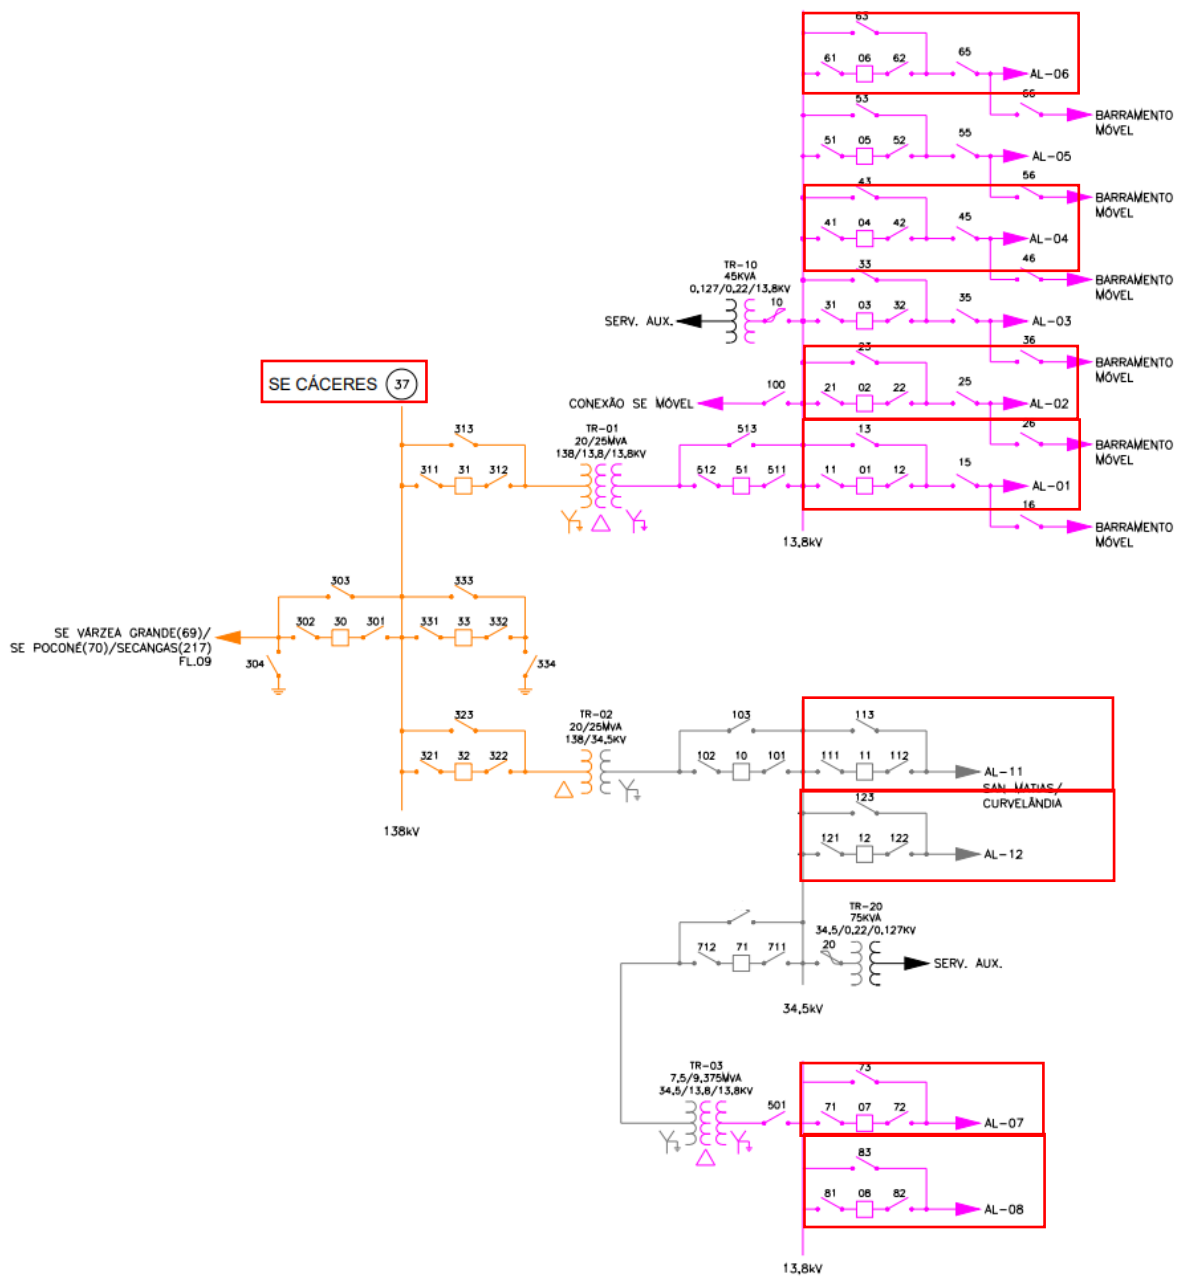 63
65
61
06
62
AL-06
66
BARRAMENTO
MÓVEL
53
55
51
05
52
AL-05
56
BARRAMENTO
MÓVEL
43
45
41
04
42
AL-04
46
BARRAMENTO
MÓVEL
TR-10
45KVA
0,127/0,22/13,8KV
10
SERV. AUX.
33
35
31
03
32
AL-03
36
BARRAMENTO
MÓVEL
SE CÁCERES 37
23
25
100
21
02
22
CONEXÃO SE MÓVEL
AL-02
26
BARRAMENTO
MÓVEL
313
311
31
312
TR-01
20/25MVA
138/13,8/13,8KV
513
512
51
511
13
15
11
01
12
AL-01
16
BARRAMENTO
MÓVEL
13,8kV
303
333
302
30
301
331
33
332
SE VÁRZEA GRANDE(69)/
SE POCONÉ(70)/SECANGAS(217)
FL.09
304
334
323
321
32
322
TR-02
20/25MVA
138/34,5KV
103
102
10
101
113
111
11
112
AL-11
SAN MATIAS/
CURVELÂNDIA
138kV
123
121
12
122
AL-12
712
71
711
TR-20
75KVA
34,5/0,22/0,127KV
20
SERV. AUX.
34,5kV
TR-03
7,5/9,375MVA
34,5/13,8/13,8KV
501
73
71
07
72
AL-07
83
81
08
82
AL-08
13,8kV